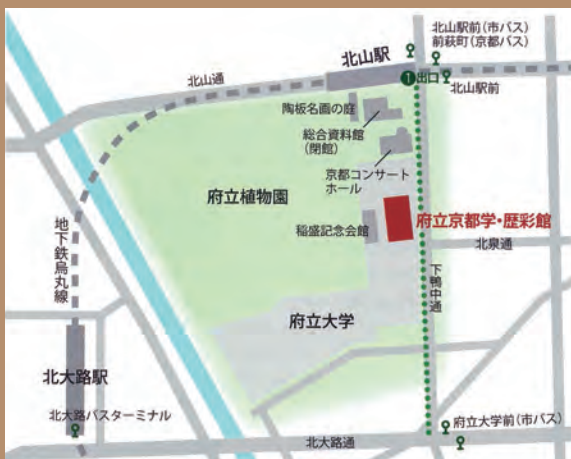 北山駅前(市バス)
前萩町(京都バス)
北山駅
北山通
❶出口
北山駅前
陶板名画の庭
総合資料館
(閉館)
京都コンサート
ホール
府立植物園
府立京都学・歴彩館
稲盛記念会館
北泉通
地下鉄烏丸線
下鴨中通
府立大学
北大路駅
北大路バスターミナル
府立大学前(市バス)
北大路通